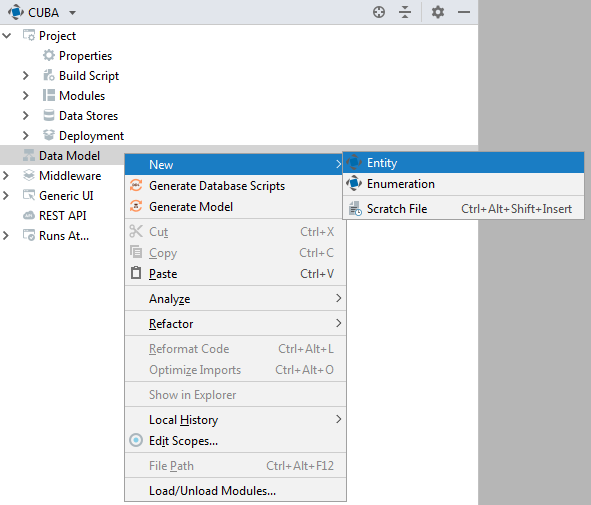 CUBA
Project
Properties
Build Script
Modules
Data Stores
Deployment
Data Model
Middleware
Generic UI
REST API
Runs At...
New
Generate Database Scripts
Generate Model
Cut Ctrl+X
Copy Ctrl+C
Paste Ctrl+V
Analyze
Refactor
Reformat Code Ctrl+Alt+L
Optimize Imports Ctrl+Alt+O
Show in Explorer
Local History
Edit Scopes...
File Path Ctrl+Alt+F12
Load/Unload Modules...
Entity
Enumeration
Scratch File Ctrl+Alt+Shift+Insert